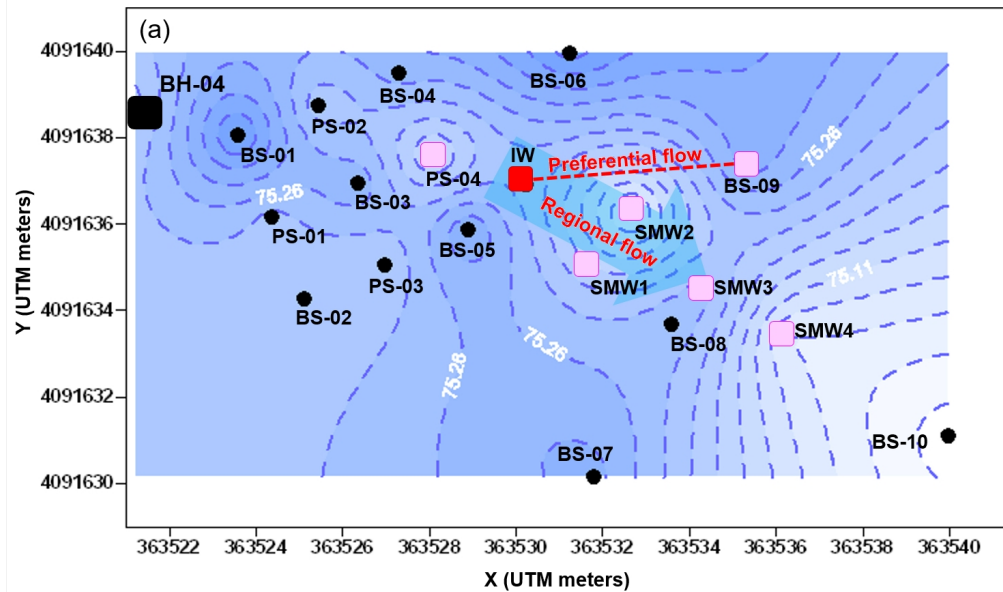 (a)
4091640
4091638
4091636
4091634
4091632
4091630
Y (UTM meters)
BH-04
BS-01
PS-02
BS-04
BS-06
PS-04
IW
Preferential flow
BS-09
75.26
75.26
BS-03
PS-01
BS-05
Regional flow
SMW2
PS-03
SMW1
SMW3
75.11
BS-02
BS-08
SMW4
75.26
75.26
BS-07
BS-10
363522
363524
363526
363528
363530
363532
363534
363536
363538
363540
X (UTM meters)